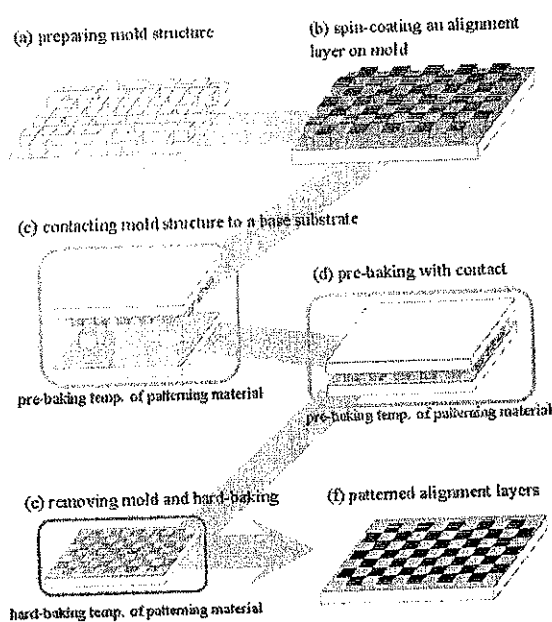 (a) preparing mold structure
(b) spin-coating an alignment
layer on mold
(c) contacting mold structure to a base substrate
(d) pre-baking with contact
pre-baking temp. of patterning material
pre-baking temp. of patterning material
(e) removing mold and hard-baking
(f) patterned alignment layers
hard-baking temp. of patterning material